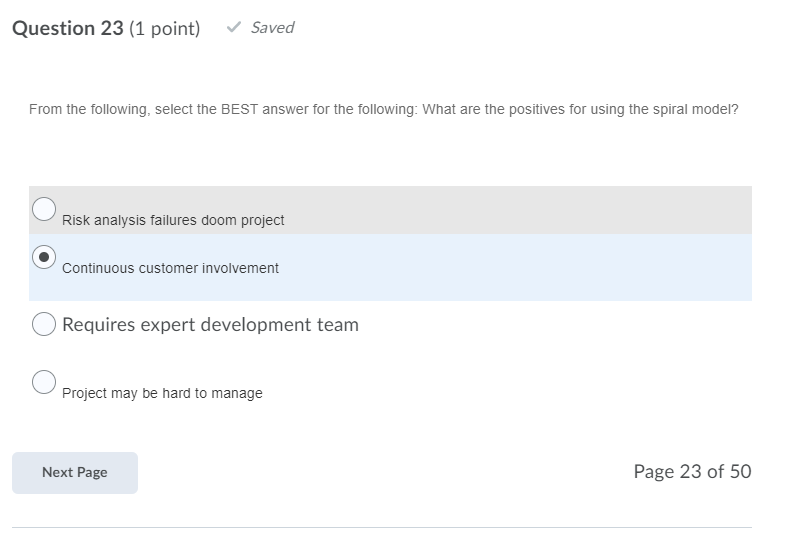 Question 23 (1 point) Saved
From the following, select the BEST answer for the following: What are the positives for using the spiral model?
Risk analysis failures doom project
Continuous customer involvement
Requires expert development team
Project may be hard to manage
Next Page Page 23 of 50